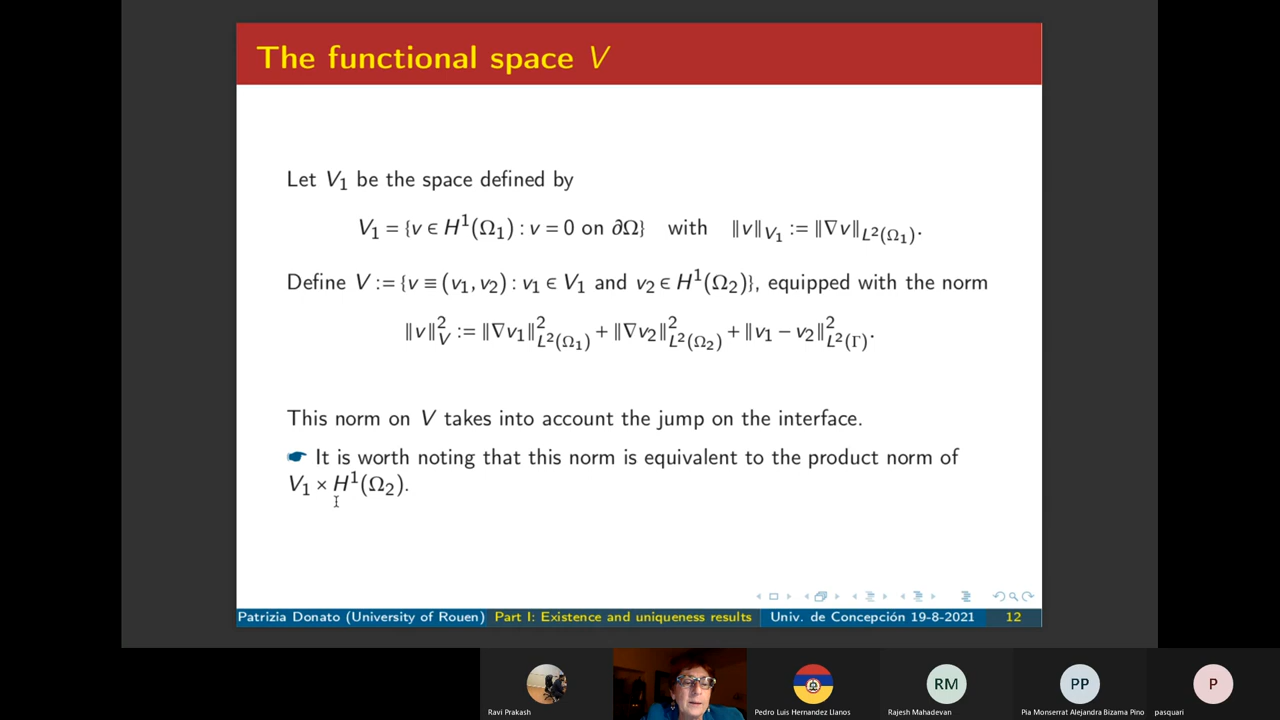 The functional space V
Let V₁ be the space defined by
V₁ = {v ∈ H¹(Ω₁) : v = 0 on ∂Ω} with ‖v‖_{V₁} := ‖∇v‖_{L²(Ω₁)}.
Define V := {v ≡ (v₁, v₂) : v₁ ∈ V₁ and v₂ ∈ H¹(Ω₂)}, equipped with the norm
‖v‖²_V := ‖∇v₁‖²_{L²(Ω₁)} + ‖∇v₂‖²_{L²(Ω₂)} + ‖v₁ − v₂‖²_{L²(Γ)}.
This norm on V takes into account the jump on the interface.
☛ It is worth noting that this norm is equivalent to the product norm of
V₁ × H¹(Ω₂).
Patrizia Donato (University of Rouen) Part I: Existence and uniqueness results Univ. de Concepción 19-8-2021 12
RM PP P
Ravi Prakash Pedro Luis Hernandez Llanos Rajesh Mahadevan Pia Monserrat Alejandra Bizama Pino pasquari